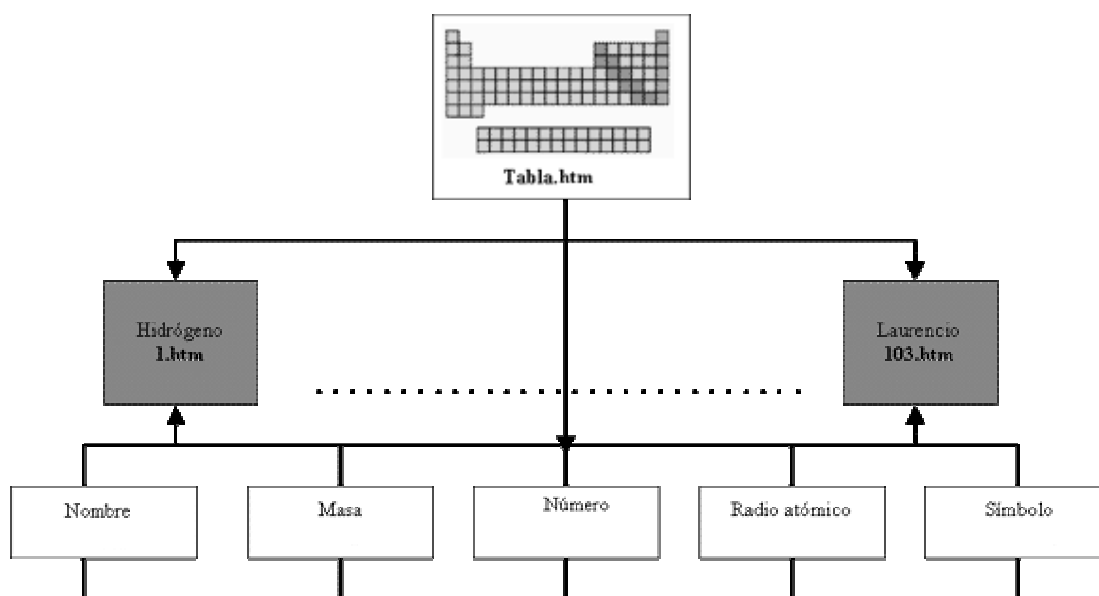 Tabla.htm
Hidrógeno
1.htm
Laurencio
103.htm
Nombre
Masa
Número
Radio atómico
Símbolo